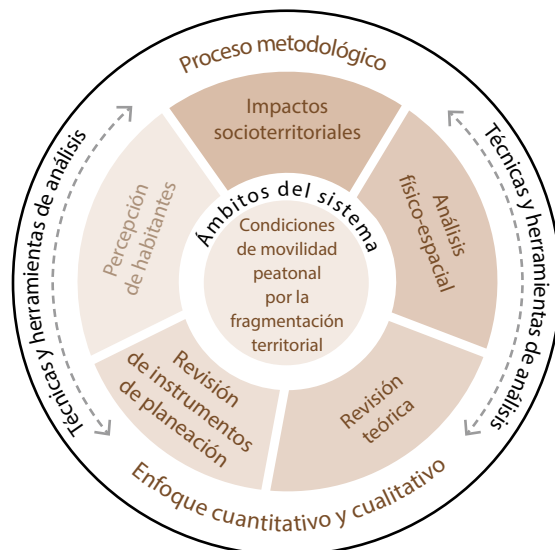 Proceso metodológico
Técnicas y herramientas de análisis
Técnicas y herramientas de análisis
Impactos
socioterritoriales
Análisis
físico-espacial
Revisión
teórica
Revisión
de instrumentos
de planeación
Percepción
de habitantes
Ámbitos del sistema
Condiciones
de movilidad
peatonal
por la
fragmentación
territorial
Enfoque cuantitativo y cualitativo